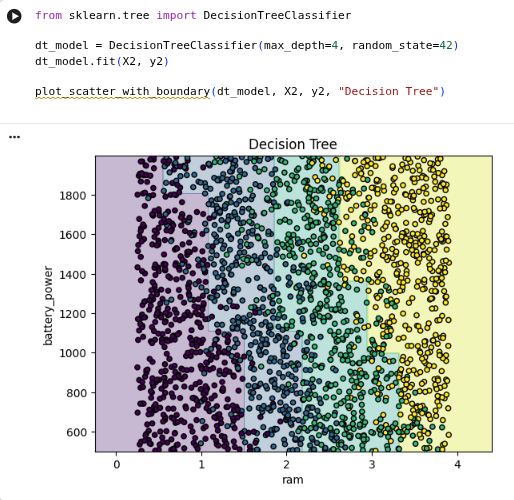 from sklearn.tree import DecisionTreeClassifier
dt_model = DecisionTreeClassifier(max_depth=4, random_state=42)
dt_model.fit(X2, y2)
plot_scatter_with_boundary(dt_model, X2, y2, "Decision Tree")
Decision Tree
1800
1600
1400
1200
1000
800
600
battery_power
0 1 2 3 4
ram